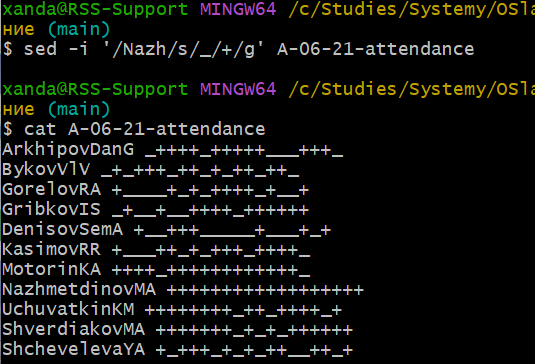 xanda@RSS-Support MINGW64 /c/Studies/Systemy/OSla
ние (main)
$ sed -i '/Nazh/s/_/+/g' A-06-21-attendance
xanda@RSS-Support MINGW64 /c/Studies/Systemy/OSla
ние (main)
$ cat A-06-21-attendance
ArkhipovDanG _++++_+++++___+++_
BykovVlV _+_+++_++_+_++_++_
GorelovRA +____+_+_++++_+__+
GribkovIS _+__+__++++_++++++
DenisovSemA +__+++______+___+_+
KasimovRR +___++_+_+++_++++_
MotorinKA ++++_++++++++++++_
NazhmetdinovMA ++++++++++++++++++
UchuvatkinKM ++++++++_++_++++_+
ShverdiakovMA +++++++_+_+_++++++
ShchevelevaYA +_+++_+_+_++__++_+